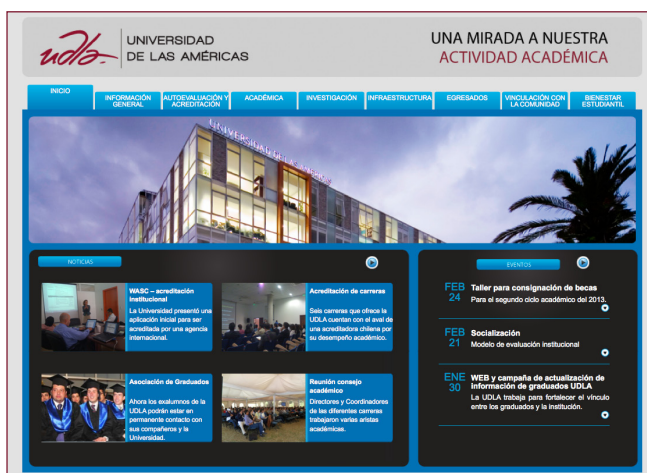 udla-
UNIVERSIDAD
DE LAS AMÉRICAS
UNA MIRADA A NUESTRA
ACTIVIDAD ACADÉMICA
INICIO
INFORMACIÓN
GENERAL
AUTOEVALUACIÓN Y
ACREDITACIÓN
ACADÉMICA
INVESTIGACIÓN
INFRAESTRUCTURA
EGRESADOS
VINCULACIÓN CON
LA COMUNIDAD
BIENESTAR
ESTUDIANTIL
UNIVERSIDAD DE LAS AMÉRICAS
NOTICIAS
WASC – acreditación
institucional
La Universidad presentó una
aplicación inicial para ser
acreditada por una agencia
internacional.
Acreditación de carreras
Seis carreras que ofrece la
UDLA cuentan con el aval de
una acreditadora chilena por
su desempeño académico.
Asociación de Graduados
Ahora los exalumnos de la
UDLA podrán estar en
permanente contacto con
sus compañeros y la
Universidad.
Reunión consejo
académico
Directores y Coordinadores
de las diferentes carreras
trabajaron varias aristas
académicas.
EVENTOS
FEB
24
Taller para consignación de becas
Para el segundo ciclo académico del 2013.
FEB
21
Socialización
Modelo de evaluación institucional
ENE
30
WEB y campaña de actualización de
información de graduados UDLA
La UDLA trabaja para fortalecer el vínculo
entre los graduados y la institución.